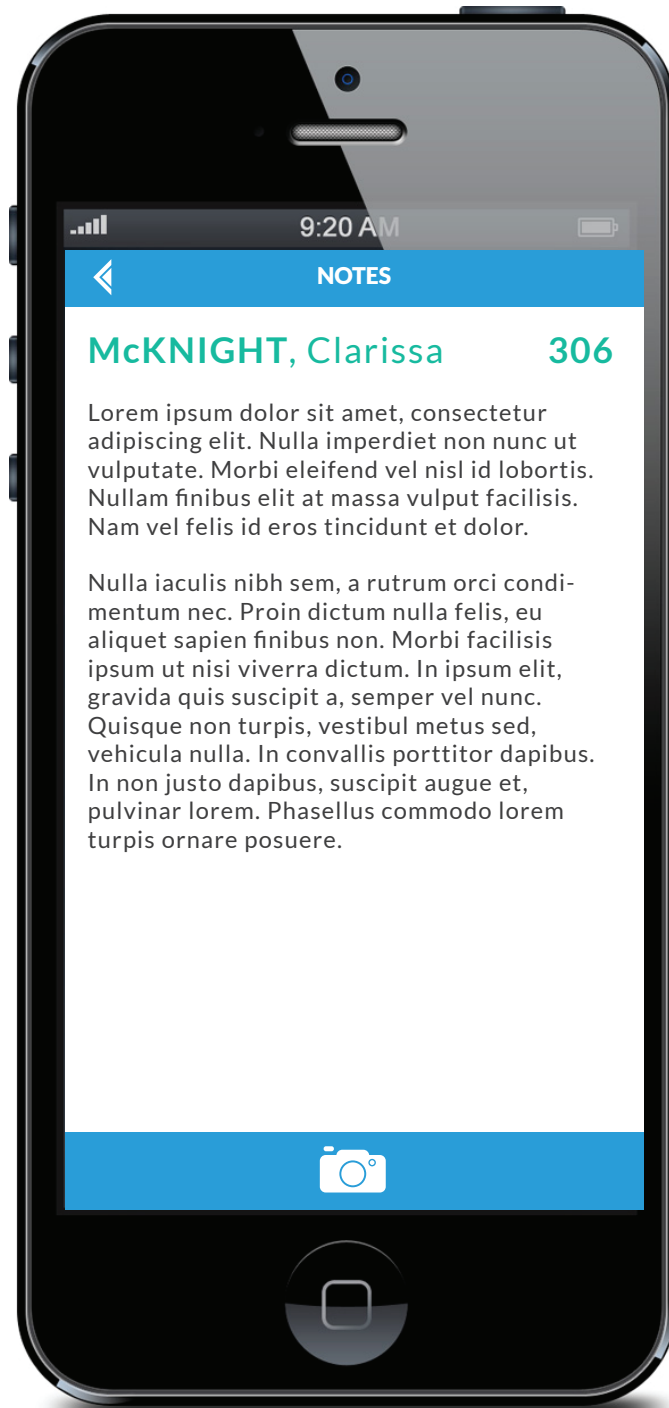 9:20 AM
NOTES
McKNIGHT, Clarissa 306
Lorem ipsum dolor sit amet, consectetur
adipiscing elit. Nulla imperdiet non nunc ut
vulputate. Morbi eleifend vel nisl id lobortis.
Nullam finibus elit at massa vulput facilisis.
Nam vel felis id eros tincidunt et dolor.
Nulla iaculis nibh sem, a rutrum orci condi-
mentum nec. Proin dictum nulla felis, eu
aliquet sapien finibus non. Morbi facilisis
ipsum ut nisi viverra dictum. In ipsum elit,
gravida quis suscipit a, semper vel nunc.
Quisque non turpis, vestibul metus sed,
vehicula nulla. In convallis porttitor dapibus.
In non justo dapibus, suscipit augue et,
pulvinar lorem. Phasellus commodo lorem
turpis ornare posuere.